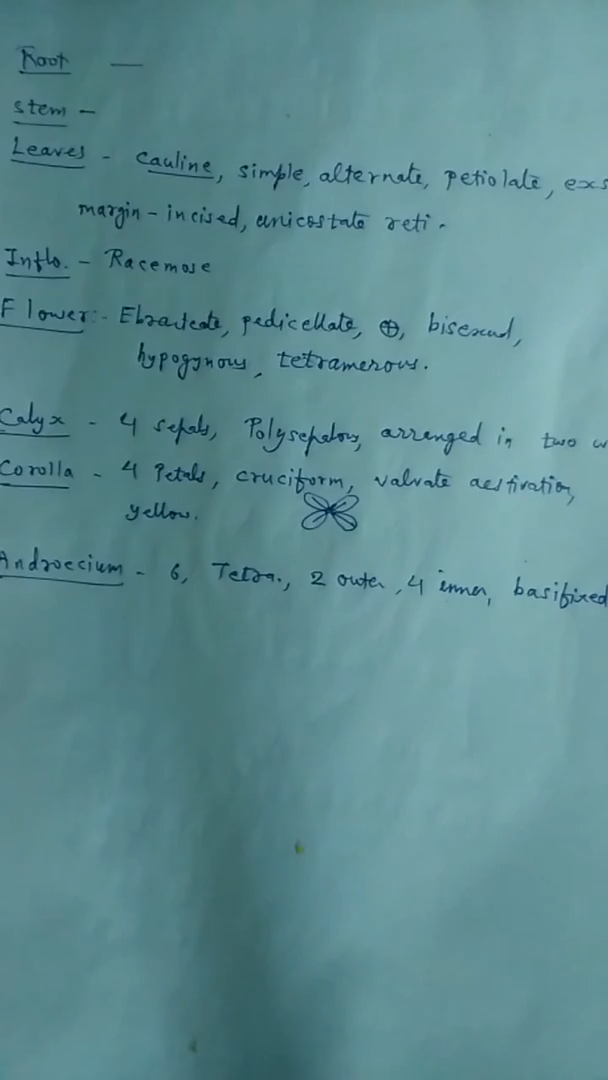 Root —
Stem -
Leaves - Cauline, simple, alternate, petiolate, exs
margin - incised, unicostate reti.
Inflo. - Racemose
Flower:- Ebracteate, pedicellate, ⊕, bisexual,
hypogynous, tetramerous.
Calyx - 4 sepals, Polysepalous, arranged in two w
Corolla - 4 Petals, cruciform, valvate aestivation,
yellow.
Androecium - 6, Tetra., 2 outer, 4 inner, basifixed